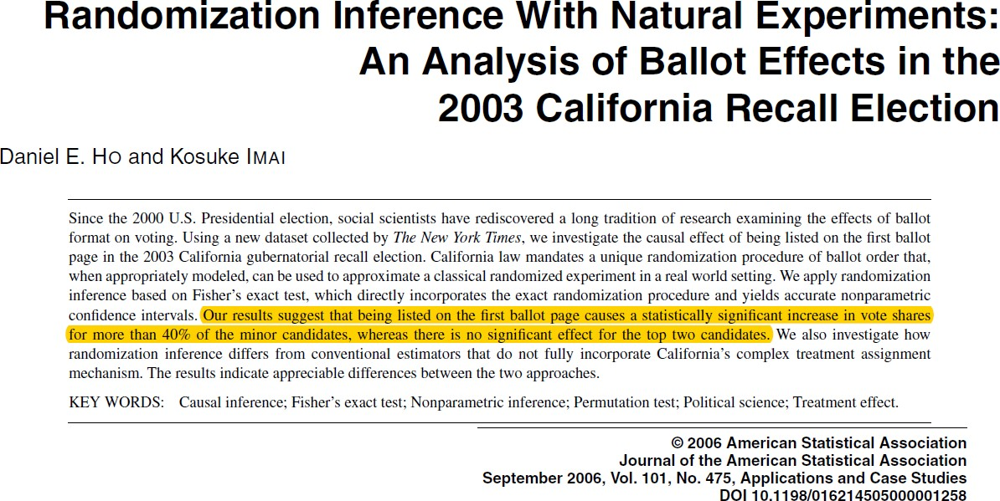 Randomization Inference With Natural Experiments:
An Analysis of Ballot Effects in the
2003 California Recall Election
Daniel E. HO and Kosuke IMAI
Since the 2000 U.S. Presidential election, social scientists have rediscovered a long tradition of research examining the effects of ballot
format on voting. Using a new dataset collected by The New York Times, we investigate the causal effect of being listed on the first ballot
page in the 2003 California gubernatorial recall election. California law mandates a unique randomization procedure of ballot order that,
when appropriately modeled, can be used to approximate a classical randomized experiment in a real world setting. We apply randomization
inference based on Fisher's exact test, which directly incorporates the exact randomization procedure and yields accurate nonparametric
confidence intervals. Our results suggest that being listed on the first ballot page causes a statistically significant increase in vote shares
for more than 40% of the minor candidates, whereas there is no significant effect for the top two candidates. We also investigate how
randomization inference differs from conventional estimators that do not fully incorporate California's complex treatment assignment
mechanism. The results indicate appreciable differences between the two approaches.
KEY WORDS: Causal inference; Fisher's exact test; Nonparametric inference; Permutation test; Political science; Treatment effect.
© 2006 American Statistical Association
Journal of the American Statistical Association
September 2006, Vol. 101, No. 475, Applications and Case Studies
DOI 10.1198/016214505000001258